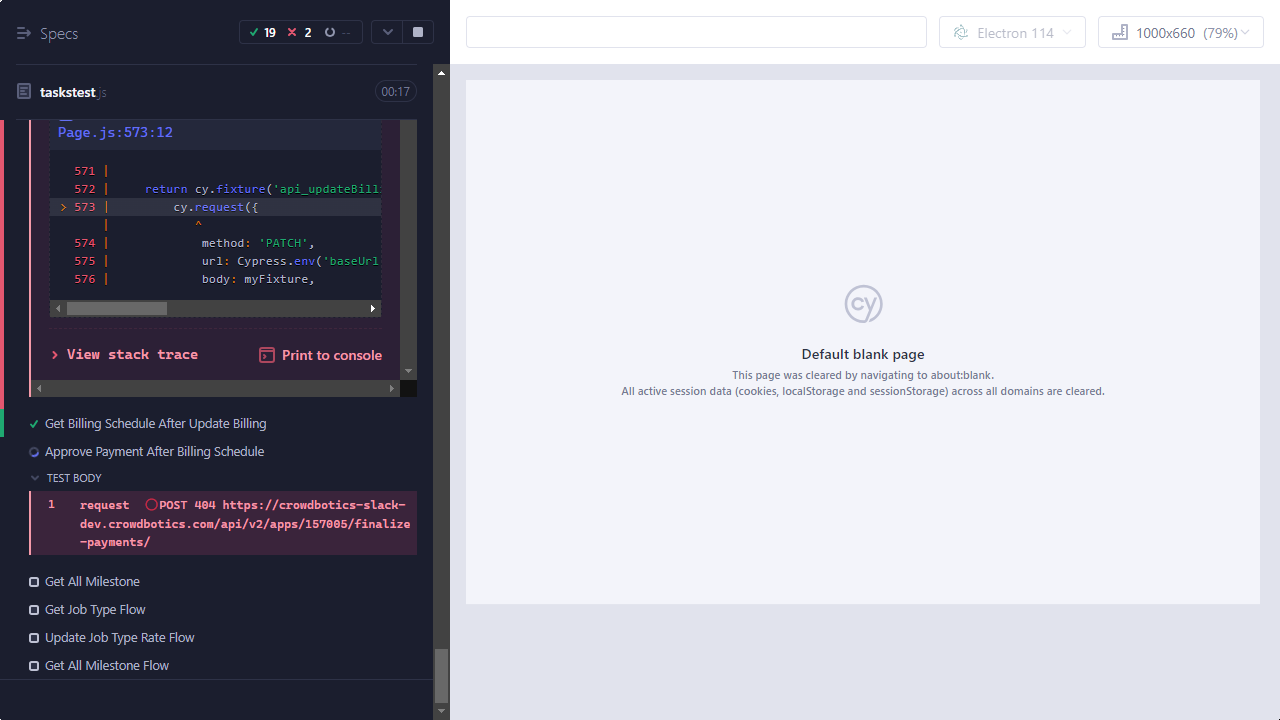 Specs
19
2
--
Electron 114
1000x660 (79%)
taskstest.js
00:17
Page.js:573:12
571 |
572 | return cy.fixture('api_updateBilli
> 573 | cy.request({
| ^
574 | method: 'PATCH',
575 | url: Cypress.env('baseUrl
576 | body: myFixture,
View stack trace
Print to console
Get Billing Schedule After Update Billing
Approve Payment After Billing Schedule
TEST BODY
1 request POST 404 https://crowdbotics-slack-
dev.crowdbotics.com/api/v2/apps/157005/finalize
-payments/
Get All Milestone
Get Job Type Flow
Update Job Type Rate Flow
Get All Milestone Flow
cy
Default blank page
This page was cleared by navigating to about:blank.
All active session data (cookies, localStorage and sessionStorage) across all domains are cleared.